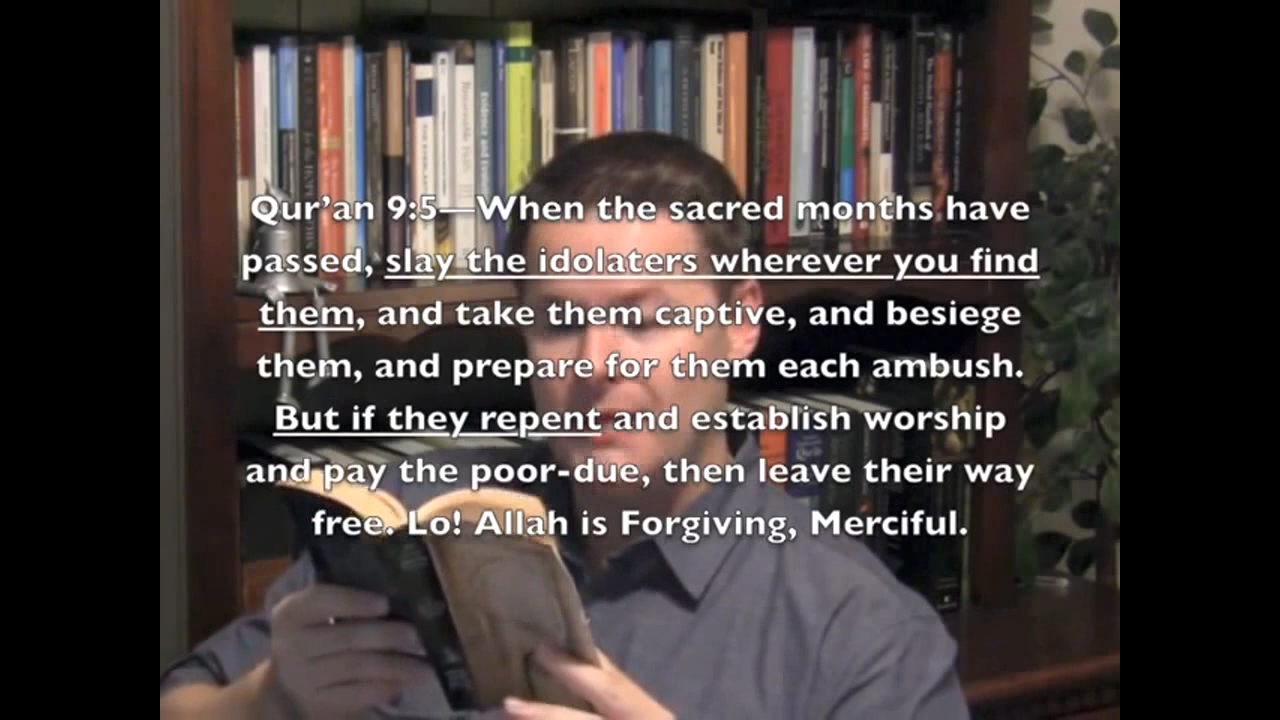 Qur’an 9:5—When the sacred months have
passed, slay the idolaters wherever you find
them, and take them captive, and besiege
them, and prepare for them each ambush.
But if they repent and establish worship
and pay the poor-due, then leave their way
free. Lo! Allah is Forgiving, Merciful.